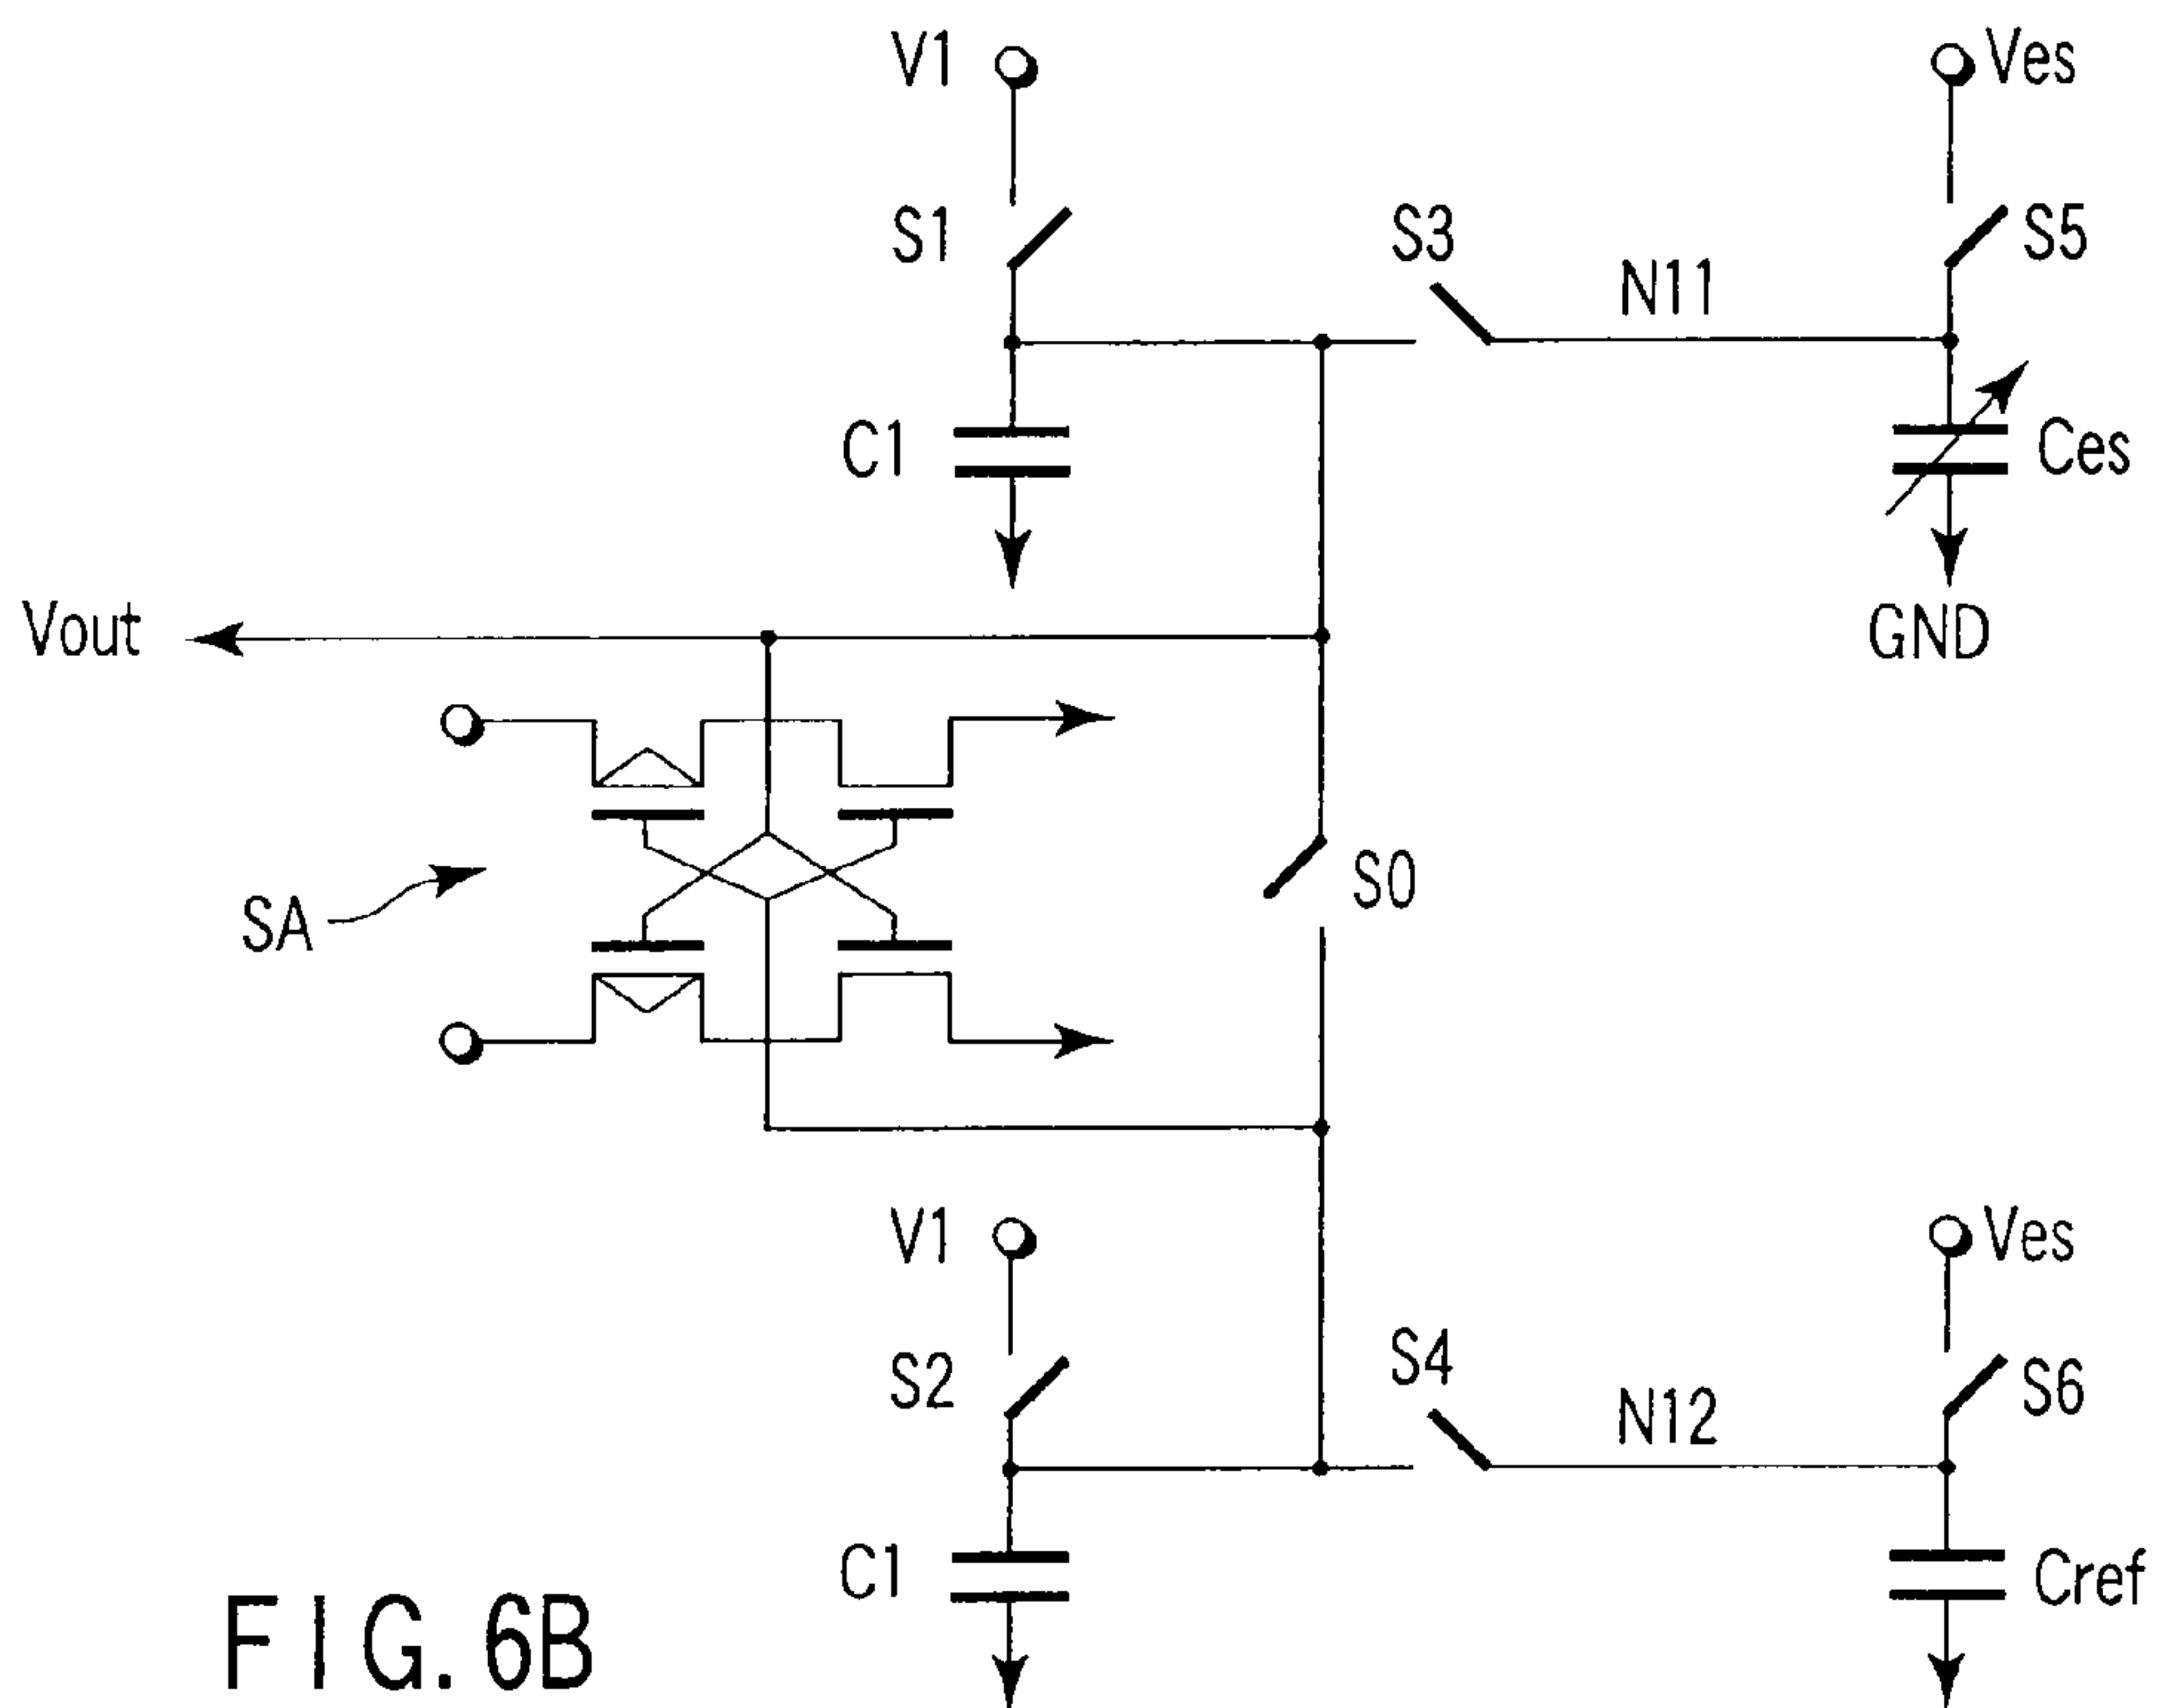 V1
Ves
S1
S3
N11
S5
C1
Ces
Vout
GND
SA
S0
V1
Ves
S2
S4
N12
S6
C1
Cref
FIG. 6B